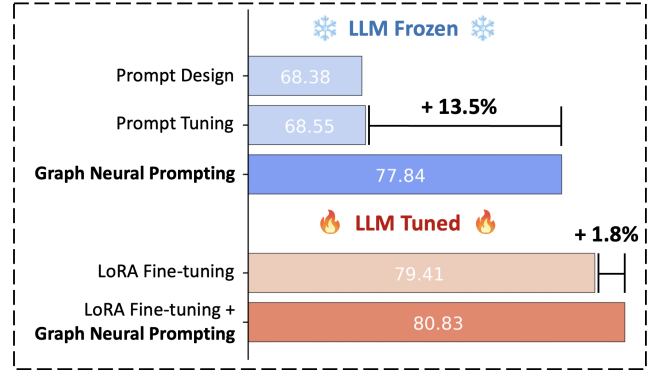 ❄️ LLM Frozen ❄️
Prompt Design
68.38
Prompt Tuning
68.55
+ 13.5%
Graph Neural Prompting
77.84
🔥 LLM Tuned 🔥
+ 1.8%
LoRA Fine-tuning
79.41
LoRA Fine-tuning +
Graph Neural Prompting
80.83